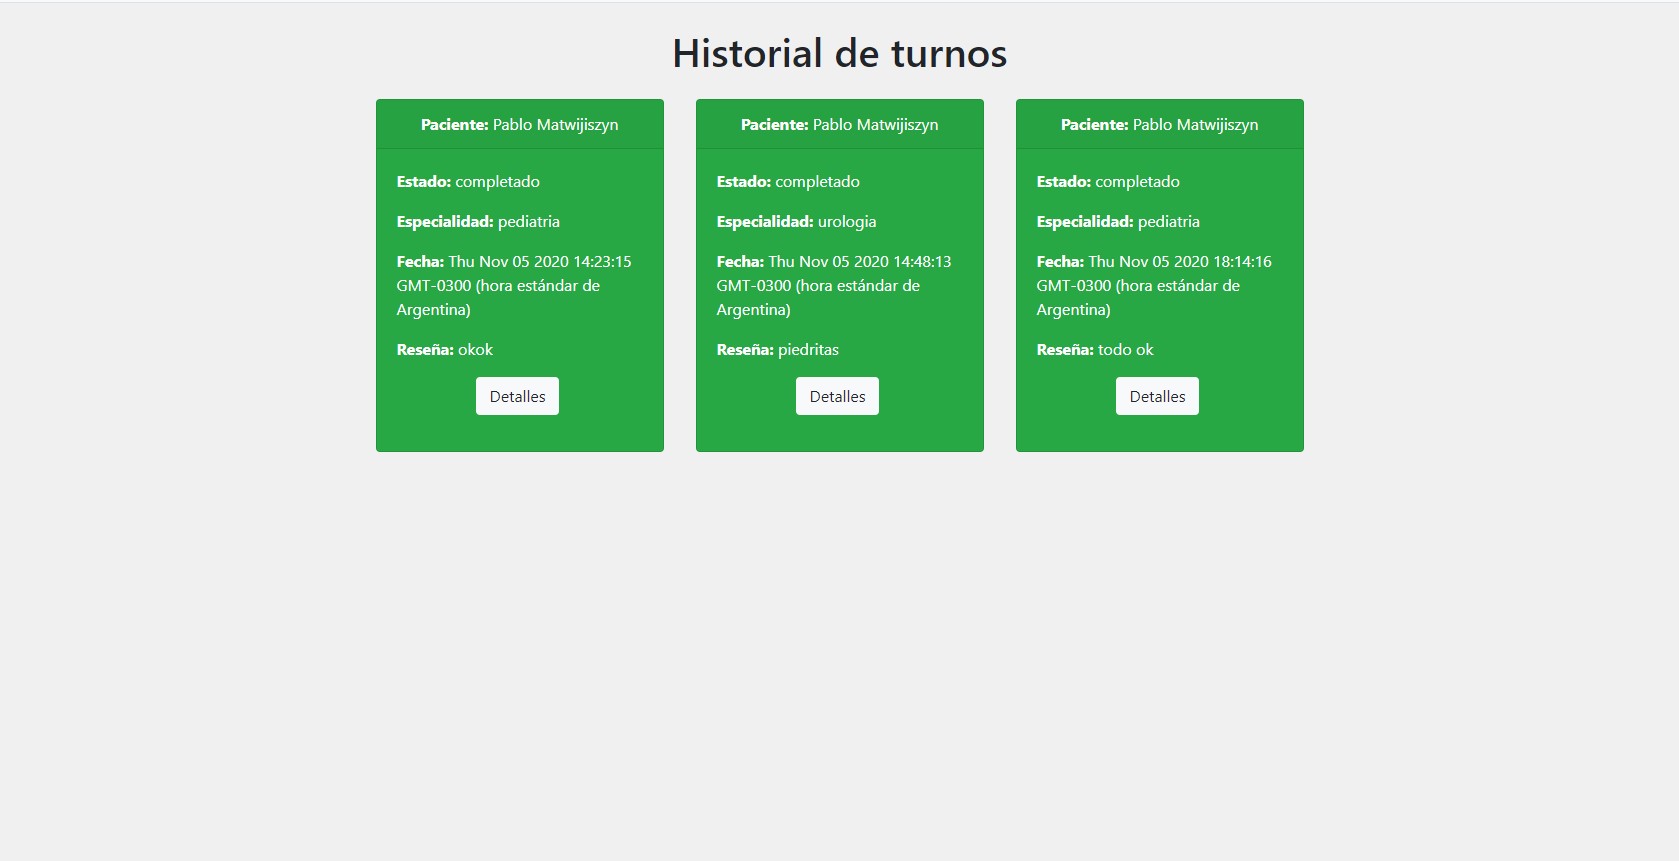 Historial de turnos
Paciente: Pablo Matwijiszyn
Estado: completado
Especialidad: pediatria
Fecha: Thu Nov 05 2020 14:23:15
GMT-0300 (hora estándar de
Argentina)
Reseña: okok
Detalles
Paciente: Pablo Matwijiszyn
Estado: completado
Especialidad: urologia
Fecha: Thu Nov 05 2020 14:48:13
GMT-0300 (hora estándar de
Argentina)
Reseña: piedritas
Detalles
Paciente: Pablo Matwijiszyn
Estado: completado
Especialidad: pediatria
Fecha: Thu Nov 05 2020 18:14:16
GMT-0300 (hora estándar de
Argentina)
Reseña: todo ok
Detalles